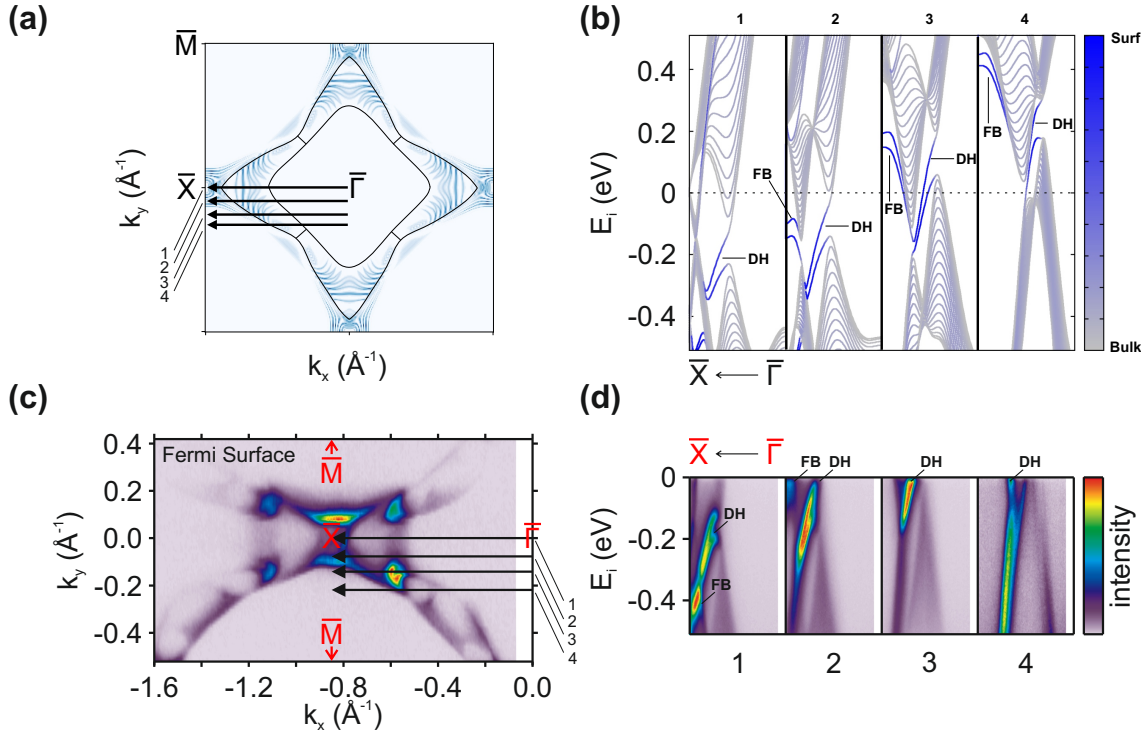 (a)
M̅
X̅
Γ̅
k_y (Å⁻¹)
1
2
3
4
k_x (Å⁻¹)
(b)
1 2 3 4
E_i (eV)
0.4
0.2
0
-0.2
-0.4
DH
FB
DH
FB
DH
FB
DH
Surf
Bulk
X̅ ← Γ̅
(c)
Fermi Surface
M̅
X̅
Γ̅
M̅
k_y (Å⁻¹)
0.4
0.2
0.0
-0.2
-0.4
1
2
3
4
-1.6 -1.2 -0.8 -0.4 0.0
k_x (Å⁻¹)
(d)
X̅ ← Γ̅
E_i (eV)
0
-0.2
-0.4
DH
FB
FB DH
DH
DH
1 2 3 4
intensity